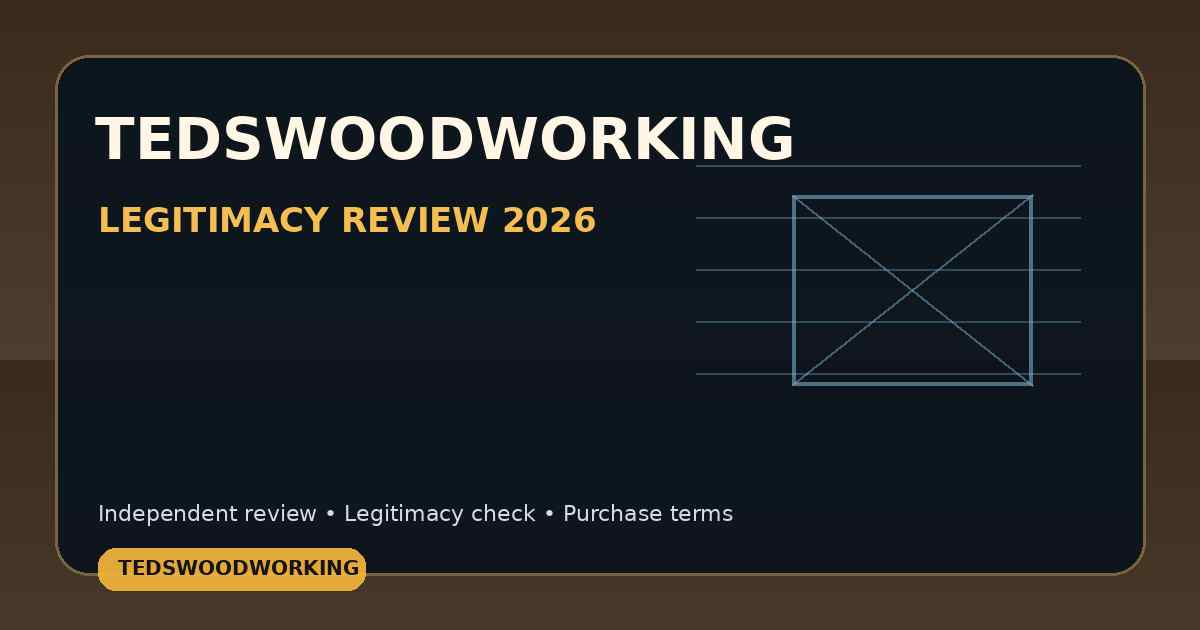 TEDSWOODWORKING
LEGITIMACY REVIEW 2026
Independent review • Legitimacy check • Purchase terms
TEDSWOODWORKING